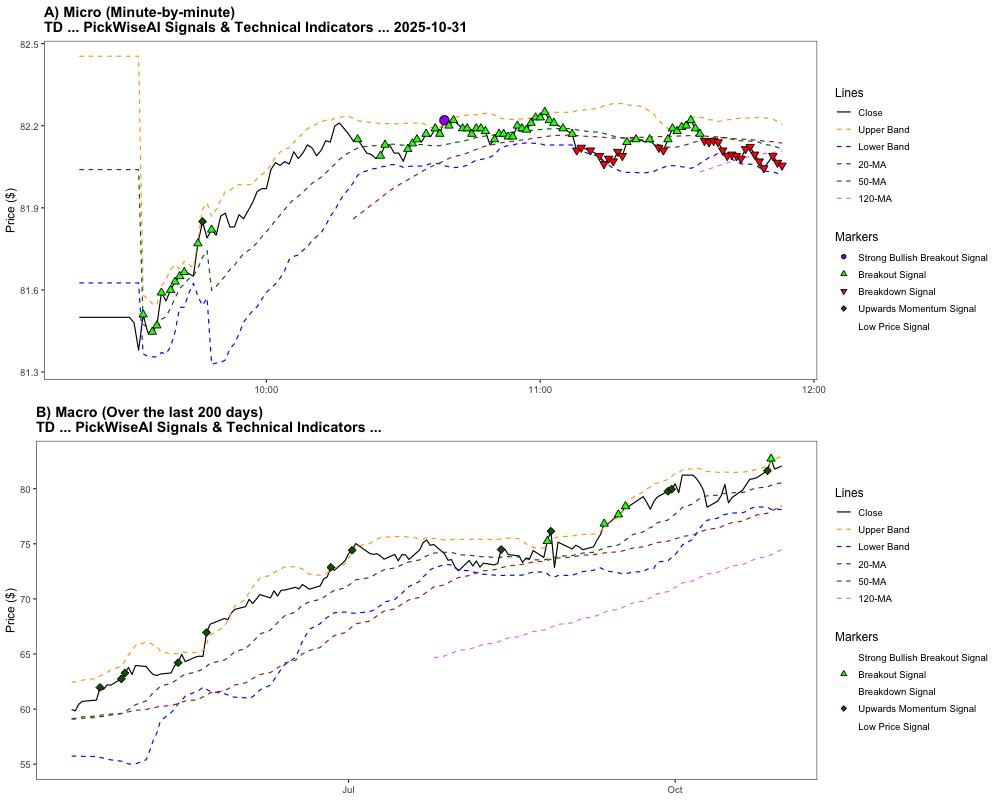 A) Micro (Minute-by-minute)
TD ... PickWiseAI Signals & Technical Indicators ... 2025-10-31
Price ($)
82.5
82.2
81.9
81.6
81.3
10:00
11:00
12:00
Lines
Close
Upper Band
Lower Band
20-MA
50-MA
120-MA
Markers
Strong Bullish Breakout Signal
Breakout Signal
Breakdown Signal
Upwards Momentum Signal
Low Price Signal
B) Macro (Over the last 200 days)
TD ... PickWiseAI Signals & Technical Indicators ...
Price ($)
80
75
70
65
60
55
Jul
Oct
Lines
Close
Upper Band
Lower Band
20-MA
50-MA
120-MA
Markers
Strong Bullish Breakout Signal
Breakout Signal
Breakdown Signal
Upwards Momentum Signal
Low Price Signal